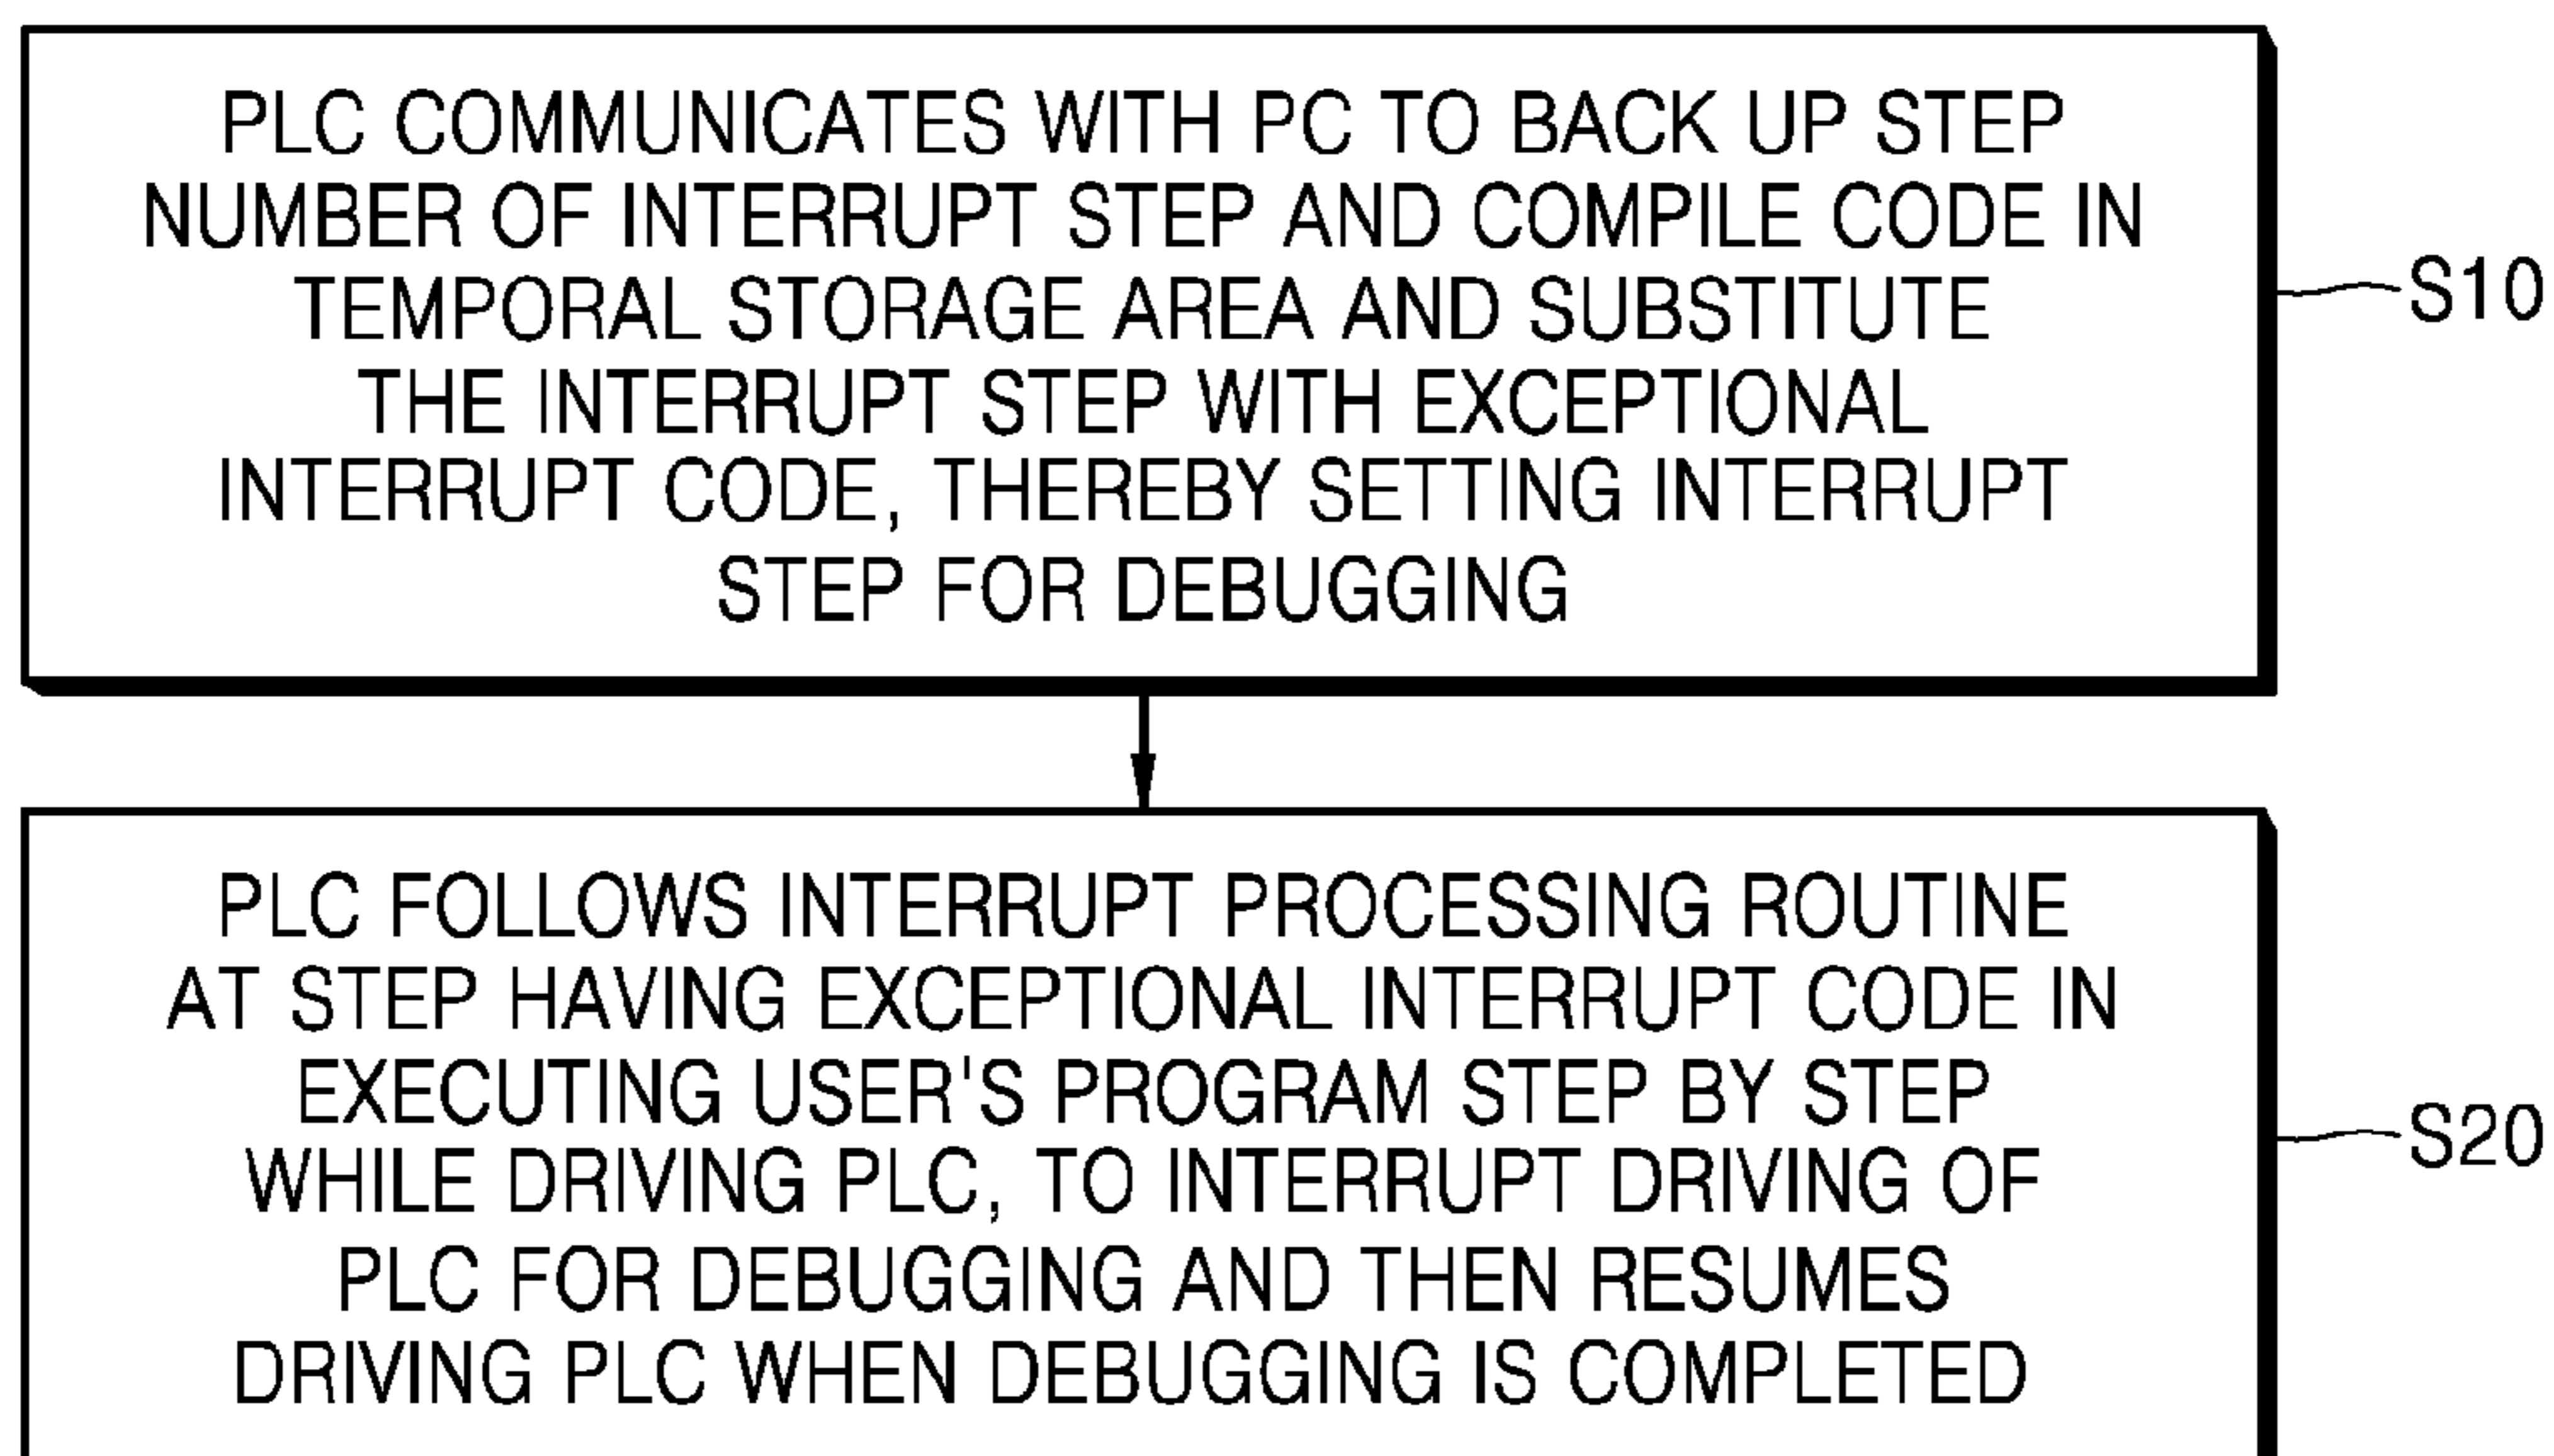 PLC COMMUNICATES WITH PC TO BACK UP STEP
NUMBER OF INTERRUPT STEP AND COMPILE CODE IN
TEMPORAL STORAGE AREA AND SUBSTITUTE
THE INTERRUPT STEP WITH EXCEPTIONAL
INTERRUPT CODE, THEREBY SETTING INTERRUPT
STEP FOR DEBUGGING
S10
PLC FOLLOWS INTERRUPT PROCESSING ROUTINE
AT STEP HAVING EXCEPTIONAL INTERRUPT CODE IN
EXECUTING USER'S PROGRAM STEP BY STEP
WHILE DRIVING PLC, TO INTERRUPT DRIVING OF
PLC FOR DEBUGGING AND THEN RESUMES
DRIVING PLC WHEN DEBUGGING IS COMPLETED
S20